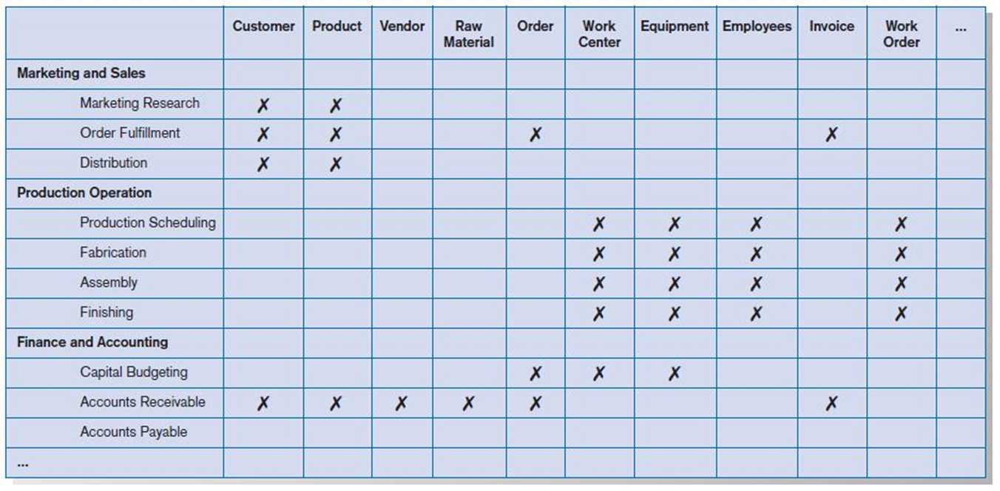 Customer Product Vendor Raw Material Order Work Center Equipment Employees Invoice Work Order ...
Marketing and Sales
Marketing Research ✗ ✗
Order Fulfillment ✗ ✗ ✗ ✗
Distribution ✗ ✗
Production Operation
Production Scheduling ✗ ✗ ✗ ✗
Fabrication ✗ ✗ ✗ ✗
Assembly ✗ ✗ ✗ ✗
Finishing ✗ ✗ ✗ ✗
Finance and Accounting
Capital Budgeting ✗ ✗ ✗
Accounts Receivable ✗ ✗ ✗ ✗ ✗ ✗
Accounts Payable
...